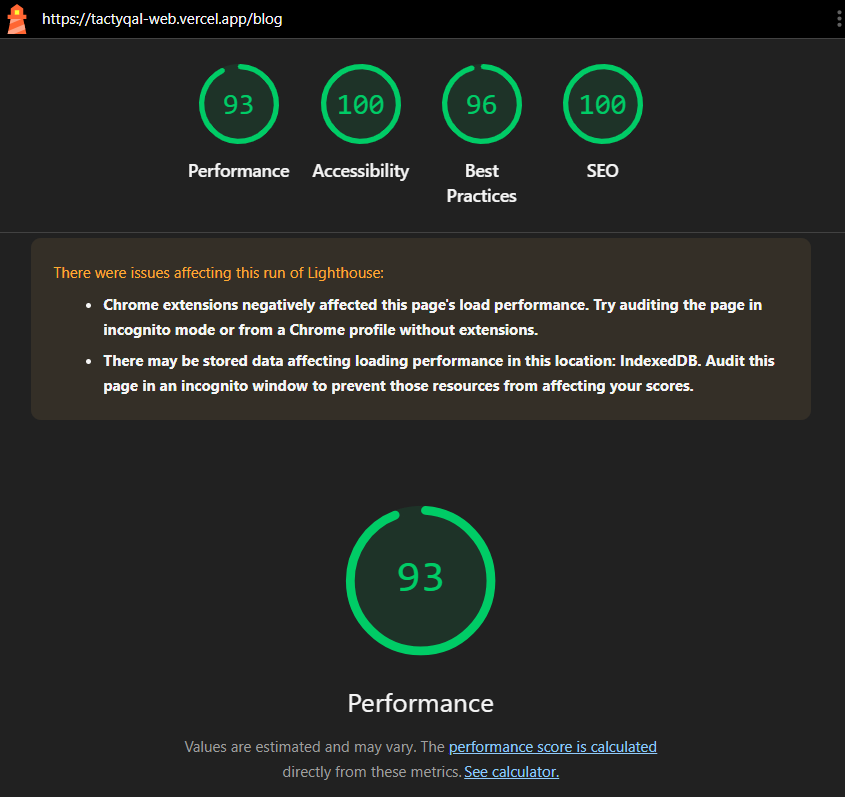 https://tactyqal-web.vercel.app/blog
93 100 96 100
Performance Accessibility Best Practices SEO
There were issues affecting this run of Lighthouse:
• Chrome extensions negatively affected this page's load performance. Try auditing the page in
incognito mode or from a Chrome profile without extensions.
• There may be stored data affecting loading performance in this location: IndexedDB. Audit this
page in an incognito window to prevent those resources from affecting your scores.
93
Performance
Values are estimated and may vary. The performance score is calculated
directly from these metrics. See calculator.